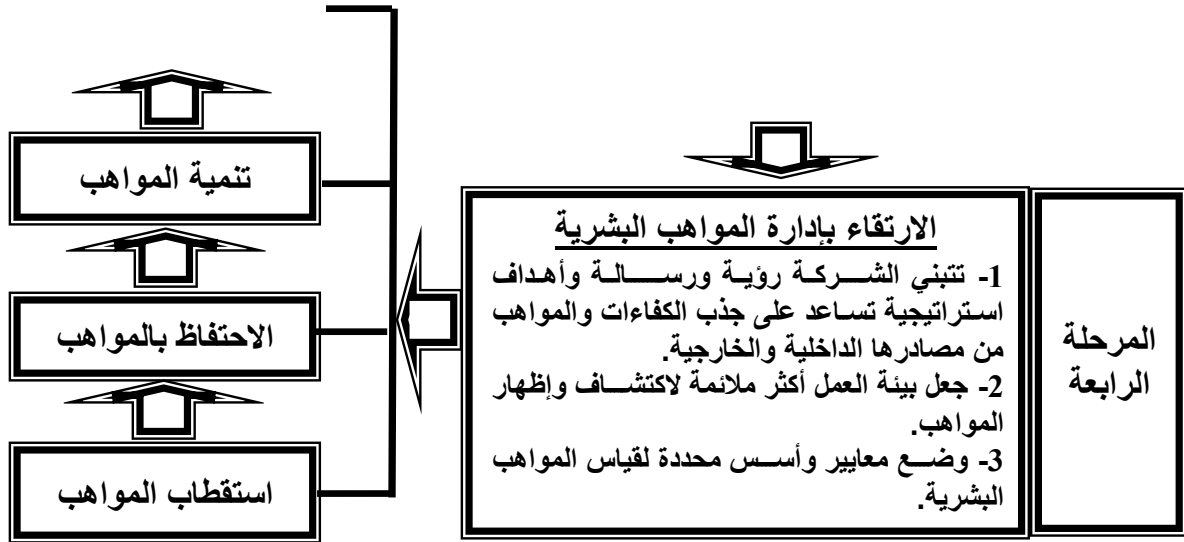 المرحلة
الرابعة
الارتقاء بإدارة المواهب البشرية
1- تتبني الشركة رؤية ورسالة وأهداف
استراتيجية تساعد على جذب الكفاءات والمواهب
من مصادرها الداخلية والخارجية.
2- جعل بيئة العمل أكثر ملائمة لاكتشاف وإظهار
المواهب.
3- وضع معايير وأسس محددة لقياس المواهب
البشرية.
تنمية المواهب
الاحتفاظ بالمواهب
استقطاب المواهب